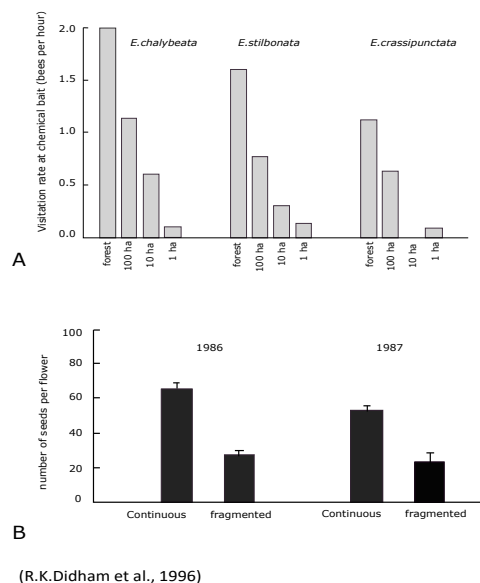 E.chalybeata E.stilbonata E.crassipunctata
Visitation rate at chemical bait (bees per hour)
2.0
1.5
1.0
0.5
0.0
forest 100 ha 10 ha 1 ha forest 100 ha 10 ha 1 ha forest 100 ha 10 ha 1 ha
A
number of seeds per flower
100
80
60
40
20
0
1986 1987
Continuous fragmented Continuous fragmented
B
(R.K.Didham et al., 1996)